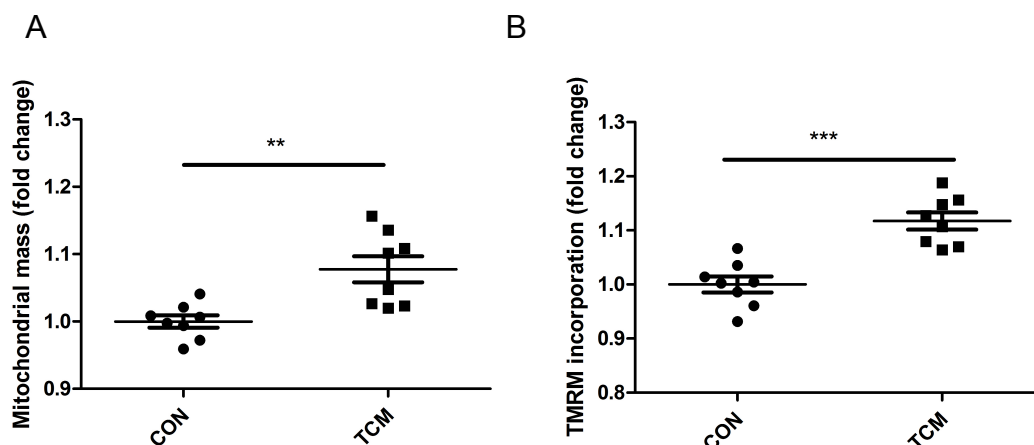 A
B
Mitochondrial mass (fold change)
1.3
1.2
1.1
1.0
0.9
**
CON
TCM
TMRM incorporation (fold change)
1.3
1.2
1.1
1.0
0.9
0.8
***
CON
TCM